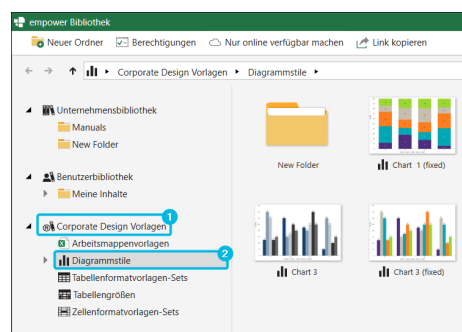 empower Bibliothek
Neuer Ordner Berechtigungen Nur online verfügbar machen Link kopieren
Corporate Design Vorlagen Diagrammstile
Unternehmensbibliothek
Manuals
New Folder
Benutzerbibliothek
Meine Inhalte
Corporate Design Vorlagen 1
Arbeitsmappenvorlagen
Diagrammstile 2
Tabellenformatvorlagen-Sets
Tabellengrößen
Zellenformatvorlagen-Sets
New Folder
Chart 1 (fixed)
Chart 3
Chart 3 (fixed)